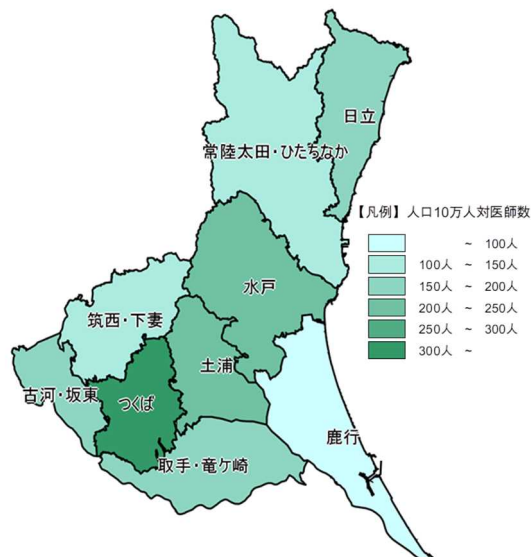 日立
常陸太田・ひたちなか
【凡例】人口10万人対医師数
～ 100人
100人 ～ 150人
150人 ～ 200人
200人 ～ 250人
250人 ～ 300人
300人 ～
水戸
筑西・下妻
土浦
古河・坂東
つくば
鹿行
取手・竜ケ崎